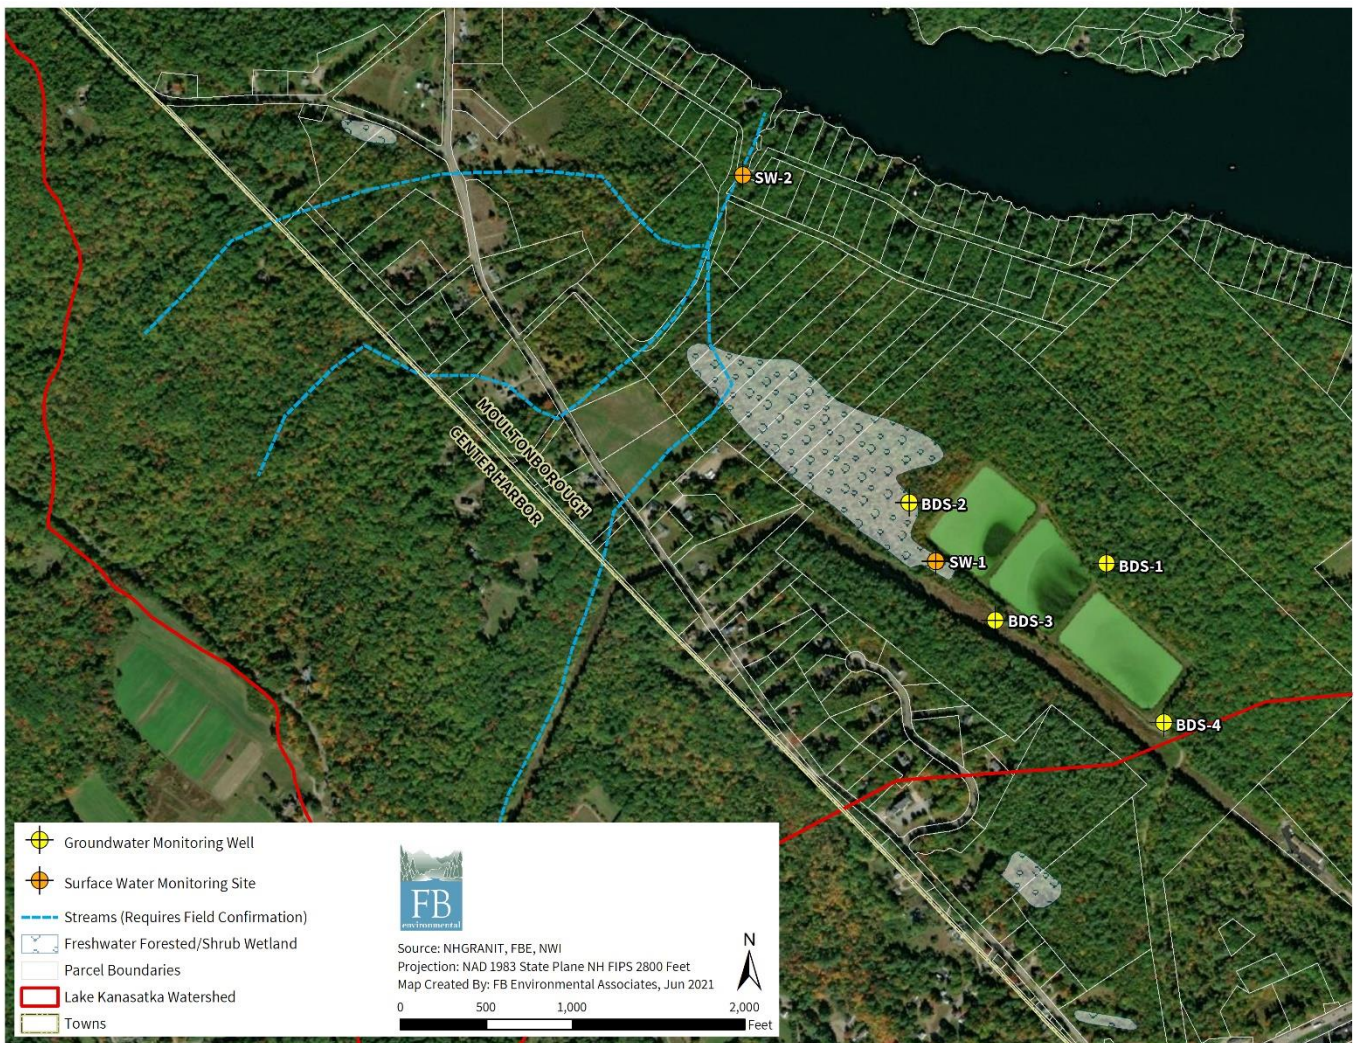 SW-2
MOULTONBOROUGH
CENTER HARBOR
BDS-2
SW-1
BDS-1
BDS-3
BDS-4
Groundwater Monitoring Well
Surface Water Monitoring Site
Streams (Requires Field Confirmation)
Freshwater Forested/Shrub Wetland
Parcel Boundaries
Lake Kanasatka Watershed
Towns
FB
environmental
Source: NHGRANIT, FBE, NWI
Projection: NAD 1983 State Plane NH FIPS 2800 Feet
Map Created By: FB Environmental Associates, Jun 2021
N
0 500 1,000 2,000
Feet